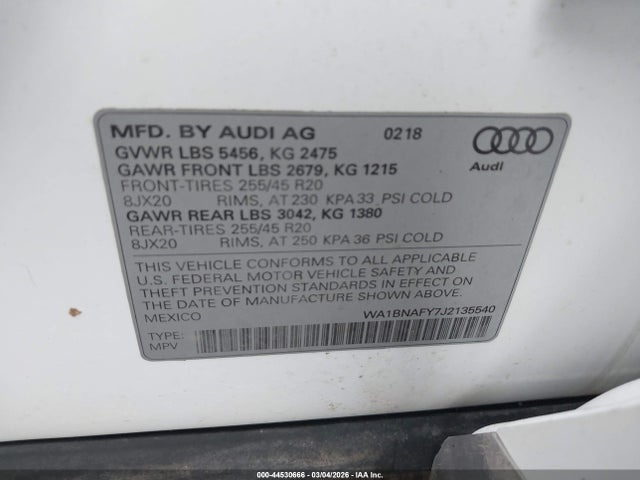 MFD. BY AUDI AG 0218
Audi
GVWR LBS 5456, KG 2475
GAWR FRONT LBS 2679, KG 1215
FRONT-TIRES 255/45 R20
8JX20 RIMS, AT 230 KPA 33 PSI COLD
GAWR REAR LBS 3042, KG 1380
REAR-TIRES 255/45 R20
8JX20 RIMS, AT 250 KPA 36 PSI COLD
THIS VEHICLE CONFORMS TO ALL APPLICABLE
U.S. FEDERAL MOTOR VEHICLE SAFETY AND
THEFT PREVENTION STANDARDS IN EFFECT ON
THE DATE OF MANUFACTURE SHOWN ABOVE.
MEXICO WA1BNAFY7J2135540
TYPE:
MPV
000-44530666 - 03/04/2026 - IAA Inc.